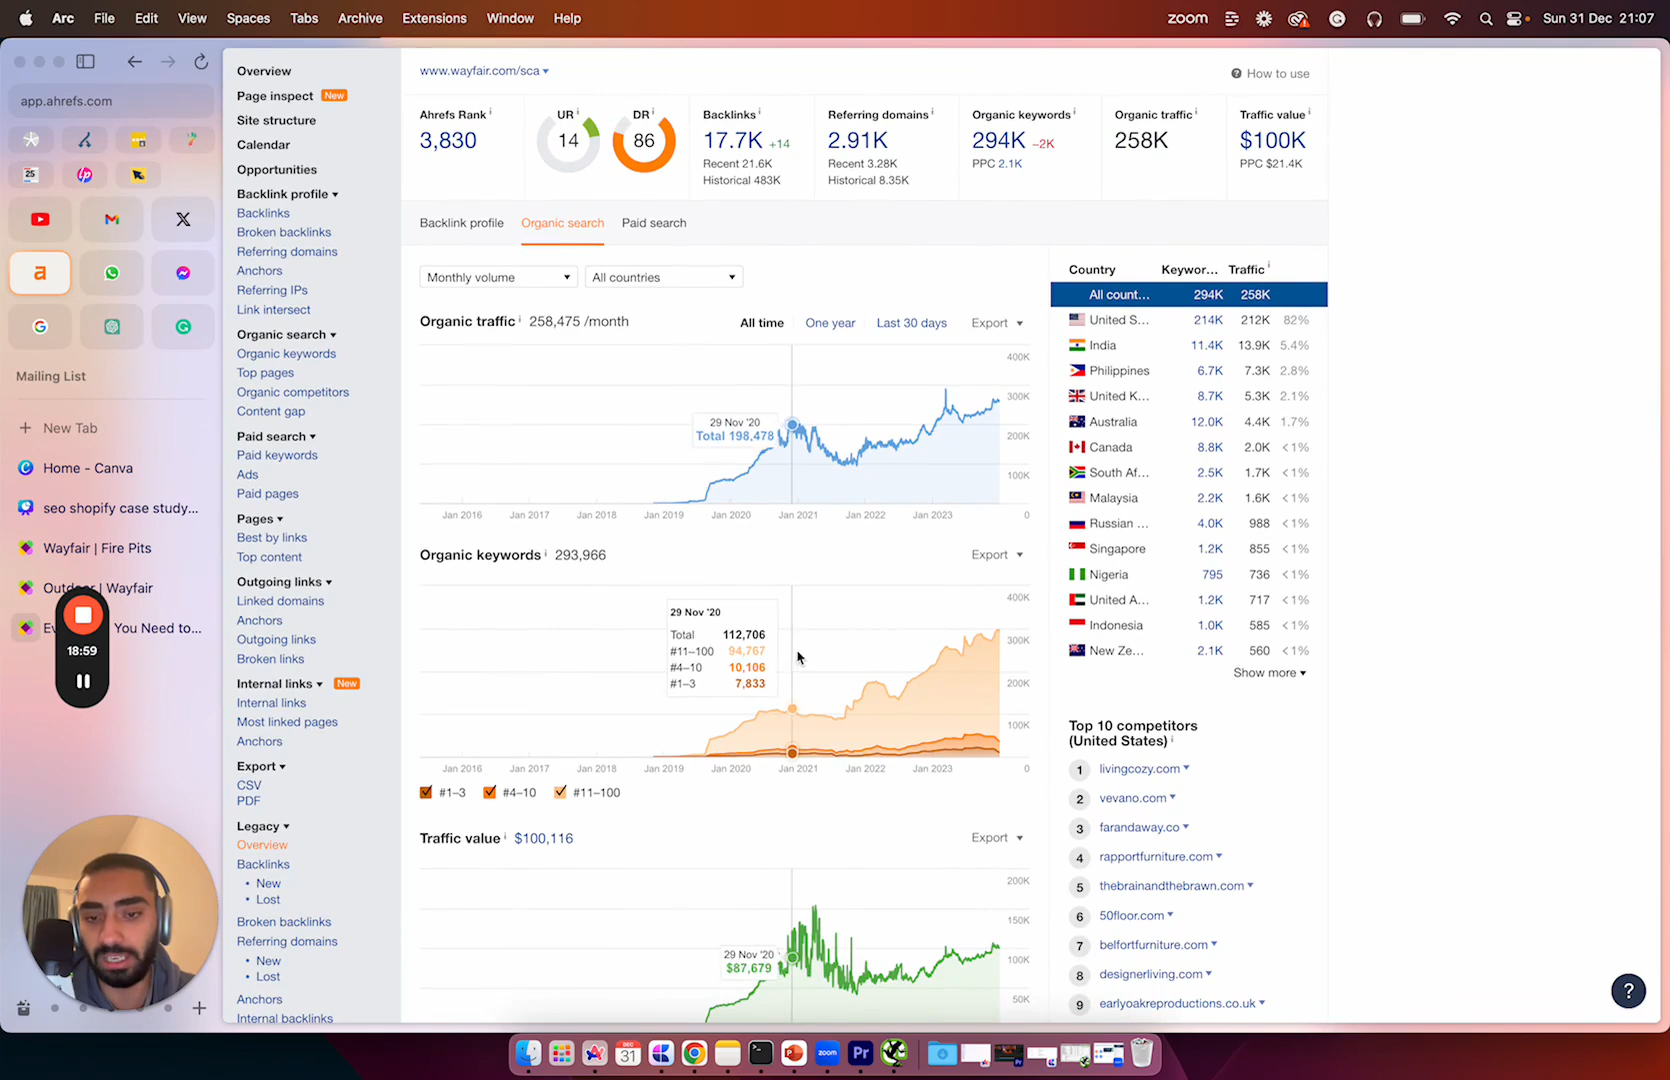 Arc File Edit View Spaces Tabs Archive Extensions Window Help
zoom Sun 31 Dec 21:07
app.ahrefs.com
25
Mailing List
New Tab
Home - Canva
seo shopify case study...
Wayfair | Fire Pits
Outdoor | Wayfair
You Need to...
18:59
Overview
Page inspect New
Site structure
Calendar
Opportunities
Backlink profile
Backlinks
Broken backlinks
Referring domains
Anchors
Referring IPs
Link intersect
Organic search
Organic keywords
Top pages
Organic competitors
Content gap
Paid search
Paid keywords
Ads
Paid pages
Pages
Best by links
Top content
Outgoing links
Linked domains
Anchors
Outgoing links
Broken links
Internal links New
Internal links
Most linked pages
Anchors
Export
CSV
PDF
Legacy
Overview
Backlinks
• New
• Lost
Broken backlinks
Referring domains
• New
• Lost
Anchors
Internal backlinks
www.wayfair.com/sca
How to use
Ahrefs Rank
3,830
UR
14
DR
86
Backlinks
17.7K +14
Recent 21.6K
Historical 483K
Referring domains
2.91K
Recent 3.28K
Historical 8.35K
Organic keywords
294K −2K
PPC 2.1K
Organic traffic
258K
Traffic value
$100K
PPC $21.4K
Backlink profile Organic search Paid search
Monthly volume All countries
Organic traffic 258,475 /month All time One year Last 30 days Export
400K
300K
200K
100K
0
29 Nov '20
Total 198,478
Jan 2016 Jan 2017 Jan 2018 Jan 2019 Jan 2020 Jan 2021 Jan 2022 Jan 2023
Organic keywords 293,966 Export
400K
300K
200K
100K
0
29 Nov '20
Total 112,706
#11–100 94,767
#4–10 10,106
#1–3 7,833
Jan 2016 Jan 2017 Jan 2018 Jan 2019 Jan 2020 Jan 2021 Jan 2022 Jan 2023
#1–3 #4–10 #11–100
Traffic value $100,116 Export
200K
150K
100K
50K
29 Nov '20
$87,679
Country Keywor... Traffic
All count... 294K 258K
United S... 214K 212K 82%
India 11.4K 13.9K 5.4%
Philippines 6.7K 7.3K 2.8%
United K... 8.7K 5.3K 2.1%
Australia 12.0K 4.4K 1.7%
Canada 8.8K 2.0K <1%
South Af... 2.5K 1.7K <1%
Malaysia 2.2K 1.6K <1%
Russian ... 4.0K 988 <1%
Singapore 1.2K 855 <1%
Nigeria 795 736 <1%
United A... 1.2K 717 <1%
Indonesia 1.0K 585 <1%
New Ze... 2.1K 560 <1%
Show more
Top 10 competitors
(United States)
1 livingcozy.com
2 vevano.com
3 farandaway.co
4 rapportfurniture.com
5 thebrainandthebrawn.com
6 50floor.com
7 belfortfurniture.com
8 designerliving.com
9 earlyoakreproductions.co.uk
?
DEC
31
zoom
Pr